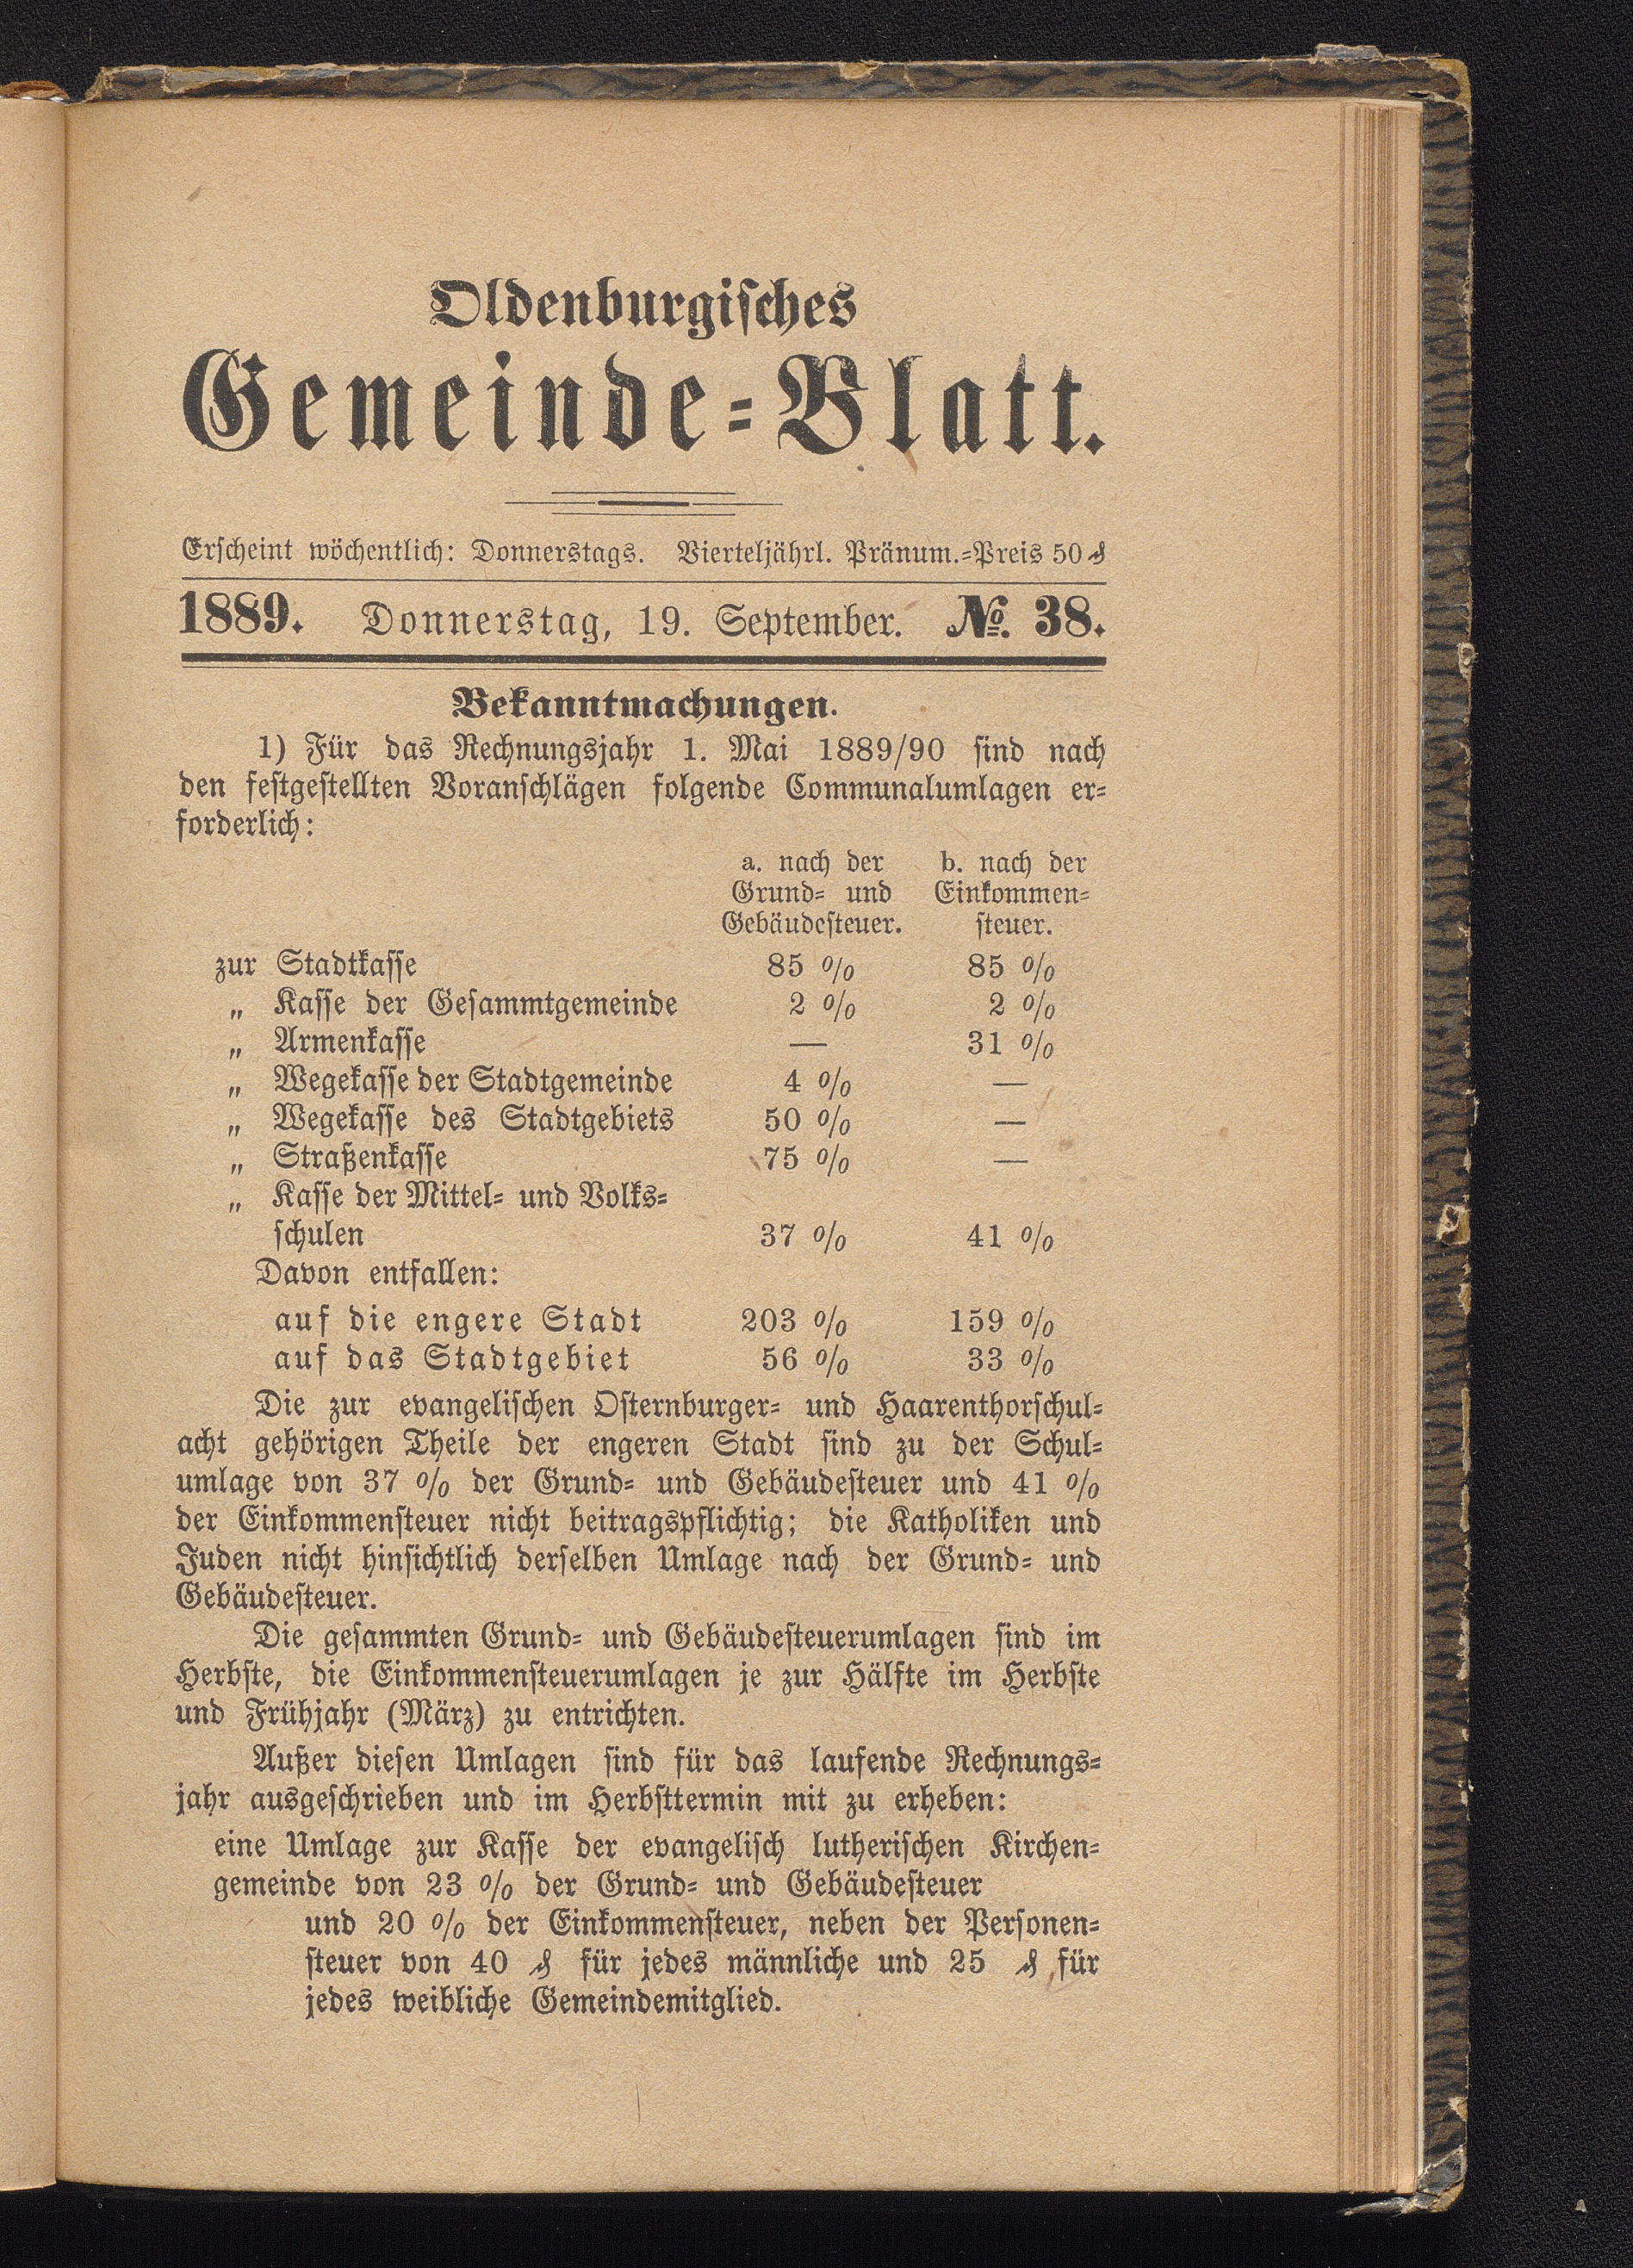 Oldenburgisches
Gemeinde-Blatt.
Erscheint wöchentlich: Donnerstags. Vierteljährl. Pränum.-Preis 50 ₰
1889. Donnerstag, 19. September. №. 38.
Bekanntmachungen.
1) Für das Rechnungsjahr 1. Mai 1889/90 sind nach
den festgestellten Voranschlägen folgende Communalumlagen er-
forderlich:
a. nach der b. nach der
Grund- und Einkommen-
Gebäudesteuer. steuer.
zur Stadtkasse 85 % 85 %
„ Kasse der Gesammtgemeinde 2 % 2 %
„ Armenkasse — 31 %
„ Wegekasse der Stadtgemeinde 4 % —
„ Wegekasse des Stadtgebiets 50 % —
„ Straßenkasse 75 % —
„ Kasse der Mittel- und Volks-
schulen 37 % 41 %
Davon entfallen:
auf die engere Stadt 203 % 159 %
auf das Stadtgebiet 56 % 33 %
Die zur evangelischen Osternburger- und Haarenthorschul-
acht gehörigen Theile der engeren Stadt sind zu der Schul-
umlage von 37 % der Grund- und Gebäudesteuer und 41 %
der Einkommensteuer nicht beitragspflichtig; die Katholiken und
Juden nicht hinsichtlich derselben Umlage nach der Grund- und
Gebäudesteuer.
Die gesammten Grund- und Gebäudesteuerumlagen sind im
Herbste, die Einkommensteuerumlagen je zur Hälfte im Herbste
und Frühjahr (März) zu entrichten.
Außer diesen Umlagen sind für das laufende Rechnungs-
jahr ausgeschrieben und im Herbsttermin mit zu erheben:
eine Umlage zur Kasse der evangelisch lutherischen Kirchen-
gemeinde von 23 % der Grund- und Gebäudesteuer
und 20 % der Einkommensteuer, neben der Personen-
steuer von 40 ₰ für jedes männliche und 25 ₰ für
jedes weibliche Gemeindemitglied.